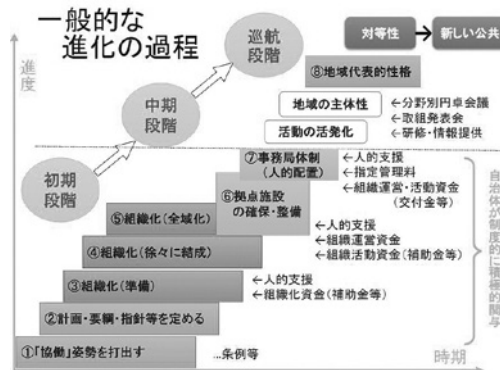 一般的な
進化の過程
対等性
新しい公共
進度
巡航
段階
⑧地域代表的性格
中期
段階
地域の主体性
←分野別円卓会議
←取組発表会
活動の活発化
←研修・情報提供
初期
段階
⑦事務局体制
(人的配置)
←人的支援
←指定管理料
←組織運営・活動資金
(交付金等)
⑥拠点施設
の確保・整備
⑤組織化(全域化)
←人的支援
←組織運営資金
←組織活動資金(補助金等)
④組織化(徐々に結成)
③組織化(準備)
←人的支援
←組織化資金(補助金等)
②計画・要綱・指針等を定める
①「協働」姿勢を打出す
…条例等
時期
自治体が制度的に積極的関与